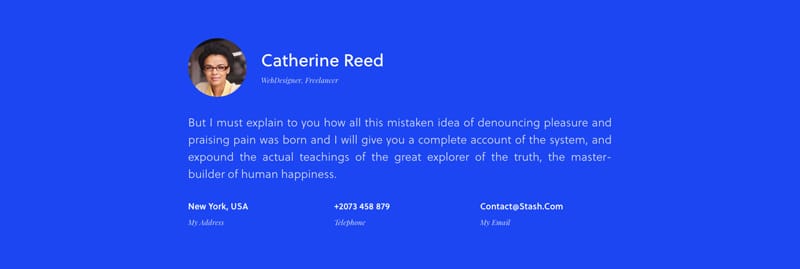 Catherine Reed
WebDesigner, Freelancer
But I must explain to you how all this mistaken idea of denouncing pleasure and
praising pain was born and I will give you a complete account of the system, and
expound the actual teachings of the great explorer of the truth, the master-
builder of human happiness.
New York, USA
+2073 458 879
Contact@Stash.Com
My Address
Telephone
My Email